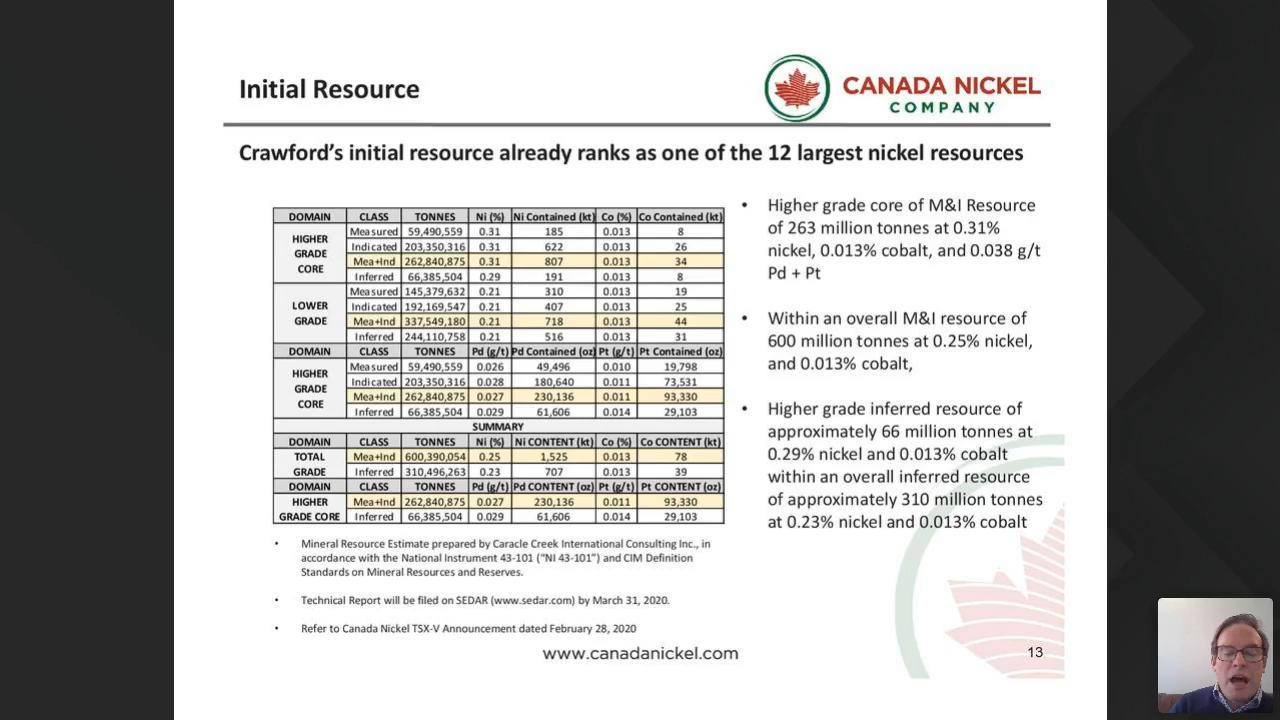 Initial Resource
CANADA NICKEL
COMPANY
Crawford's initial resource already ranks as one of the 12 largest nickel resources
DOMAIN CLASS TONNES Ni (%) Ni Contained (kt) Co (%) Co Contained (kt)
HIGHER GRADE CORE
Measured 59,490,559 0.31 185 0.013 8
Indicated 203,350,316 0.31 622 0.013 26
Mea+Ind 262,840,875 0.31 807 0.013 34
Inferred 66,385,504 0.29 191 0.013 8
LOWER GRADE
Measured 145,379,632 0.21 310 0.013 19
Indicated 192,169,547 0.21 407 0.013 25
Mea+Ind 337,549,180 0.21 718 0.013 44
Inferred 244,110,758 0.21 516 0.013 31
DOMAIN CLASS TONNES Pd (g/t) Pd Contained (oz) Pt (g/t) Pt Contained (oz)
HIGHER GRADE CORE
Measured 59,490,559 0.026 49,496 0.010 19,798
Indicated 203,350,316 0.028 180,640 0.011 73,531
Mea+Ind 262,840,875 0.027 230,136 0.011 93,330
Inferred 66,385,504 0.029 61,606 0.014 29,103
SUMMARY
DOMAIN CLASS TONNES Ni (%) Ni CONTENT (kt) Co (%) Co CONTENT (kt)
TOTAL Mea+Ind 600,390,054 0.25 1,525 0.013 78
GRADE Inferred 310,496,263 0.23 707 0.013 39
DOMAIN CLASS TONNES Pd (g/t) Pd CONTENT (oz) Pt (g/t) Pt CONTENT (oz)
HIGHER Mea+Ind 262,840,875 0.027 230,136 0.011 93,330
GRADE CORE Inferred 66,385,504 0.029 61,606 0.014 29,103
• Higher grade core of M&I Resource
of 263 million tonnes at 0.31%
nickel, 0.013% cobalt, and 0.038 g/t
Pd + Pt
• Within an overall M&I resource of
600 million tonnes at 0.25% nickel,
and 0.013% cobalt,
• Higher grade inferred resource of
approximately 66 million tonnes at
0.29% nickel and 0.013% cobalt
within an overall inferred resource
of approximately 310 million tonnes
at 0.23% nickel and 0.013% cobalt
• Mineral Resource Estimate prepared by Caracle Creek International Consulting Inc., in
accordance with the National Instrument 43-101 ("NI 43-101") and CIM Definition
Standards on Mineral Resources and Reserves.
• Technical Report will be filed on SEDAR (www.sedar.com) by March 31, 2020.
• Refer to Canada Nickel TSX-V Announcement dated February 28, 2020
www.canadanickel.com
13